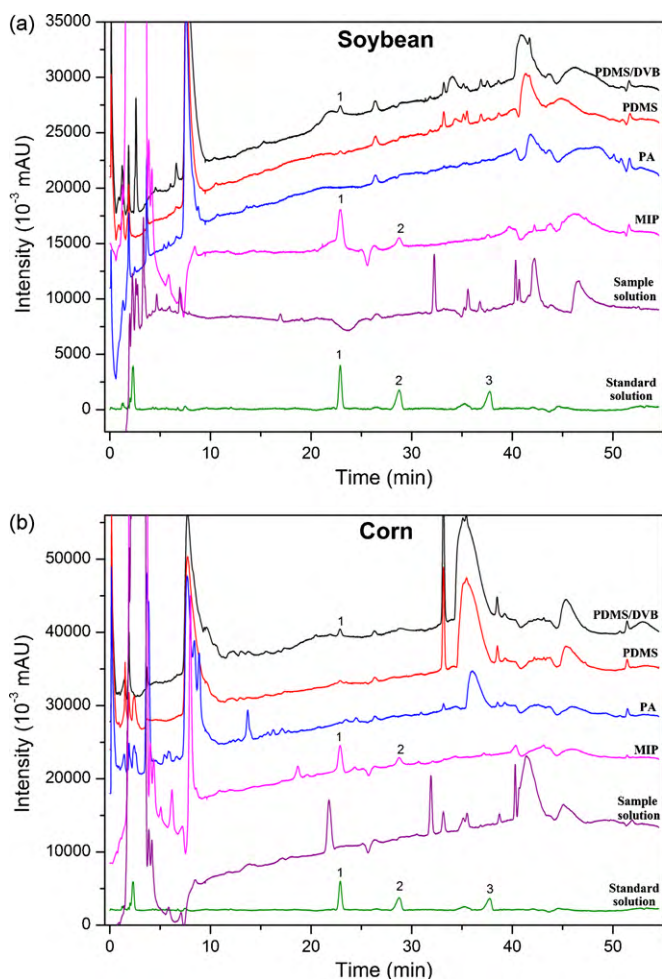 (a)
Soybean
35000
30000
25000
20000
15000
10000
5000
0
Intensity (10-3 mAU)
1
PDMS/DVB
PDMS
PA
1
2
MIP
Sample
solution
1
2
3
Standard
solution
0
10
20
30
40
50
Time (min)
(b)
Corn
50000
40000
30000
20000
10000
0
Intensity (10-3 mAU)
1
PDMS/DVB
PDMS
PA
1
2
MIP
Sample
solution
1
2
3
Standard
solution
0
10
20
30
40
50
Time (min)